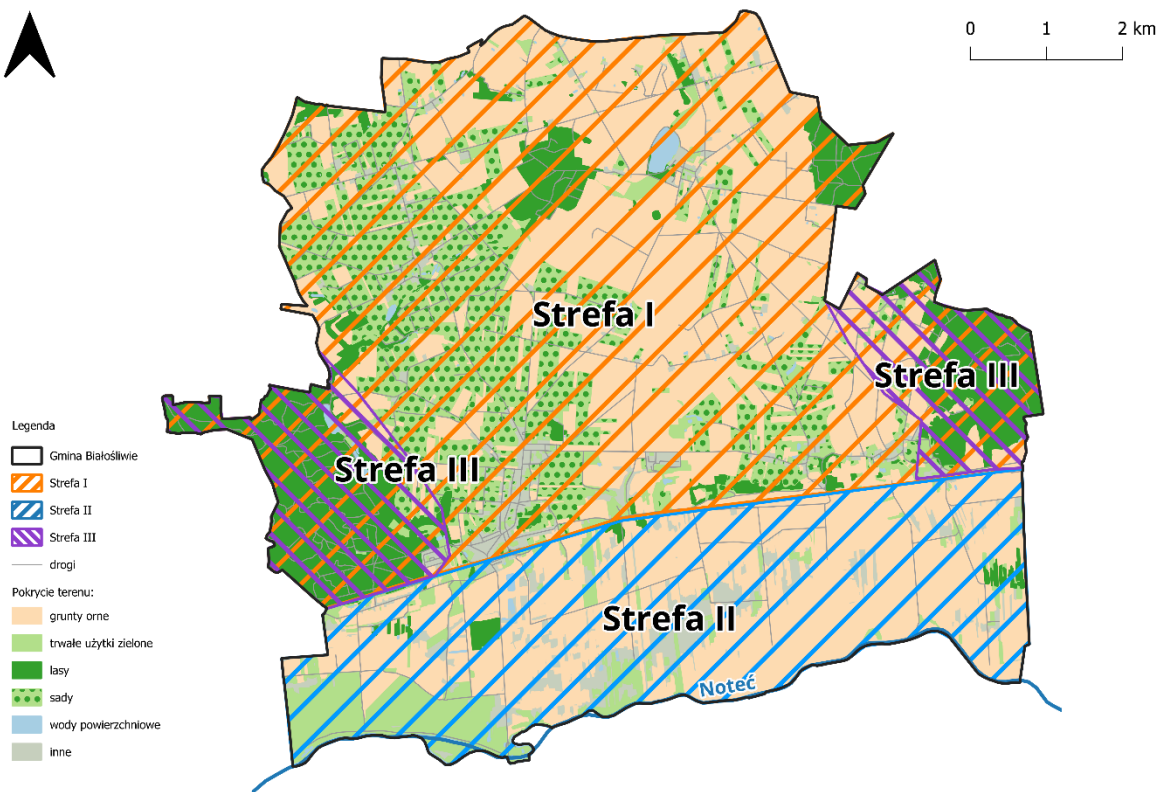 0 1 2 km
Strefa I
Strefa III
Strefa III
Strefa II
Noteć
Legenda
Gmina Białośliwie
Strefa I
Strefa II
Strefa III
drogi
Pokrycie terenu:
grunty orne
trwałe użytki zielone
lasy
sady
wody powierzchniowe
inne